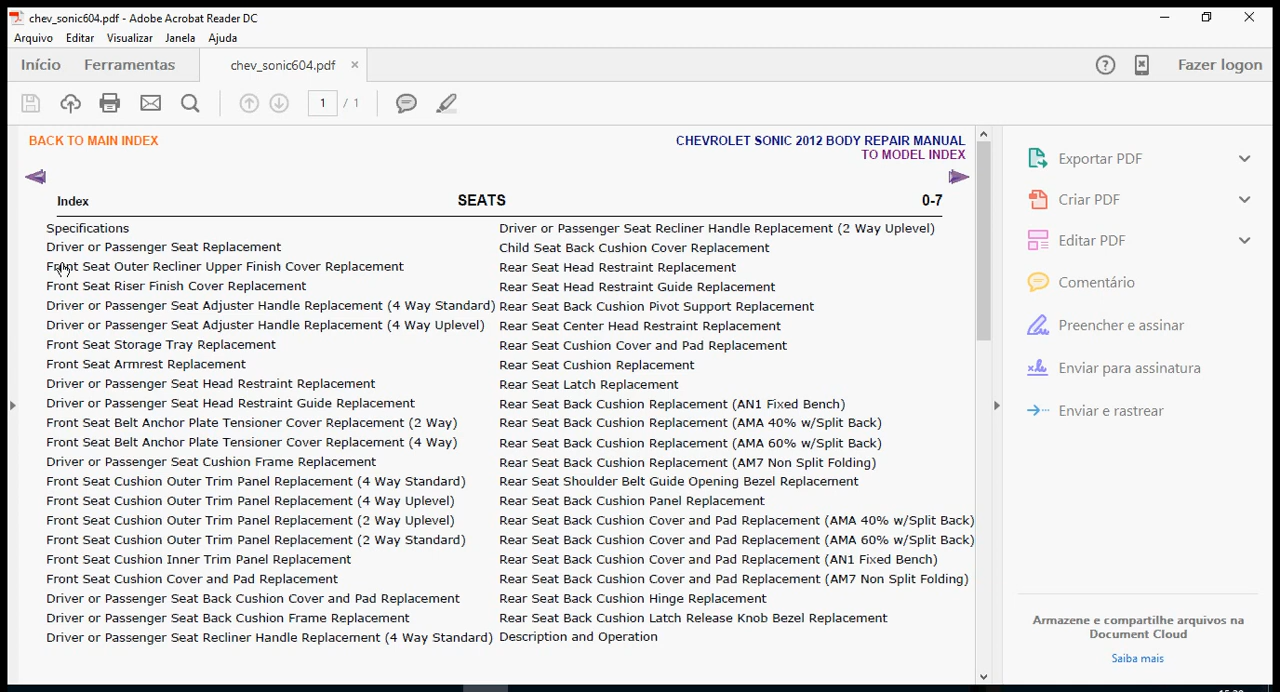 chev_sonic604.pdf - Adobe Acrobat Reader DC
Arquivo Editar Visualizar Janela Ajuda
Início Ferramentas chev_sonic604.pdf × ? Fazer logon
1 / 1
BACK TO MAIN INDEX
CHEVROLET SONIC 2012 BODY REPAIR MANUAL
TO MODEL INDEX
Index SEATS 0-7
Specifications
Driver or Passenger Seat Replacement
Front Seat Outer Recliner Upper Finish Cover Replacement
Front Seat Riser Finish Cover Replacement
Driver or Passenger Seat Adjuster Handle Replacement (4 Way Standard)
Driver or Passenger Seat Adjuster Handle Replacement (4 Way Uplevel)
Front Seat Storage Tray Replacement
Front Seat Armrest Replacement
Driver or Passenger Seat Head Restraint Replacement
Driver or Passenger Seat Head Restraint Guide Replacement
Front Seat Belt Anchor Plate Tensioner Cover Replacement (2 Way)
Front Seat Belt Anchor Plate Tensioner Cover Replacement (4 Way)
Driver or Passenger Seat Cushion Frame Replacement
Front Seat Cushion Outer Trim Panel Replacement (4 Way Standard)
Front Seat Cushion Outer Trim Panel Replacement (4 Way Uplevel)
Front Seat Cushion Outer Trim Panel Replacement (2 Way Uplevel)
Front Seat Cushion Outer Trim Panel Replacement (2 Way Standard)
Front Seat Cushion Inner Trim Panel Replacement
Front Seat Cushion Cover and Pad Replacement
Driver or Passenger Seat Back Cushion Cover and Pad Replacement
Driver or Passenger Seat Back Cushion Frame Replacement
Driver or Passenger Seat Recliner Handle Replacement (4 Way Standard)
Driver or Passenger Seat Recliner Handle Replacement (2 Way Uplevel)
Child Seat Back Cushion Cover Replacement
Rear Seat Head Restraint Replacement
Rear Seat Head Restraint Guide Replacement
Rear Seat Back Cushion Pivot Support Replacement
Rear Seat Center Head Restraint Replacement
Rear Seat Cushion Cover and Pad Replacement
Rear Seat Cushion Replacement
Rear Seat Latch Replacement
Rear Seat Back Cushion Replacement (AN1 Fixed Bench)
Rear Seat Back Cushion Replacement (AMA 40% w/Split Back)
Rear Seat Back Cushion Replacement (AMA 60% w/Split Back)
Rear Seat Back Cushion Replacement (AM7 Non Split Folding)
Rear Seat Shoulder Belt Guide Opening Bezel Replacement
Rear Seat Back Cushion Panel Replacement
Rear Seat Back Cushion Cover and Pad Replacement (AMA 40% w/Split Back)
Rear Seat Back Cushion Cover and Pad Replacement (AMA 60% w/Split Back)
Rear Seat Back Cushion Cover and Pad Replacement (AN1 Fixed Bench)
Rear Seat Back Cushion Cover and Pad Replacement (AM7 Non Split Folding)
Rear Seat Back Cushion Hinge Replacement
Rear Seat Back Cushion Latch Release Knob Bezel Replacement
Description and Operation
Exportar PDF
Criar PDF
Editar PDF
Comentário
Preencher e assinar
Enviar para assinatura
Enviar e rastrear
Armazene e compartilhe arquivos na
Document Cloud
Saiba mais